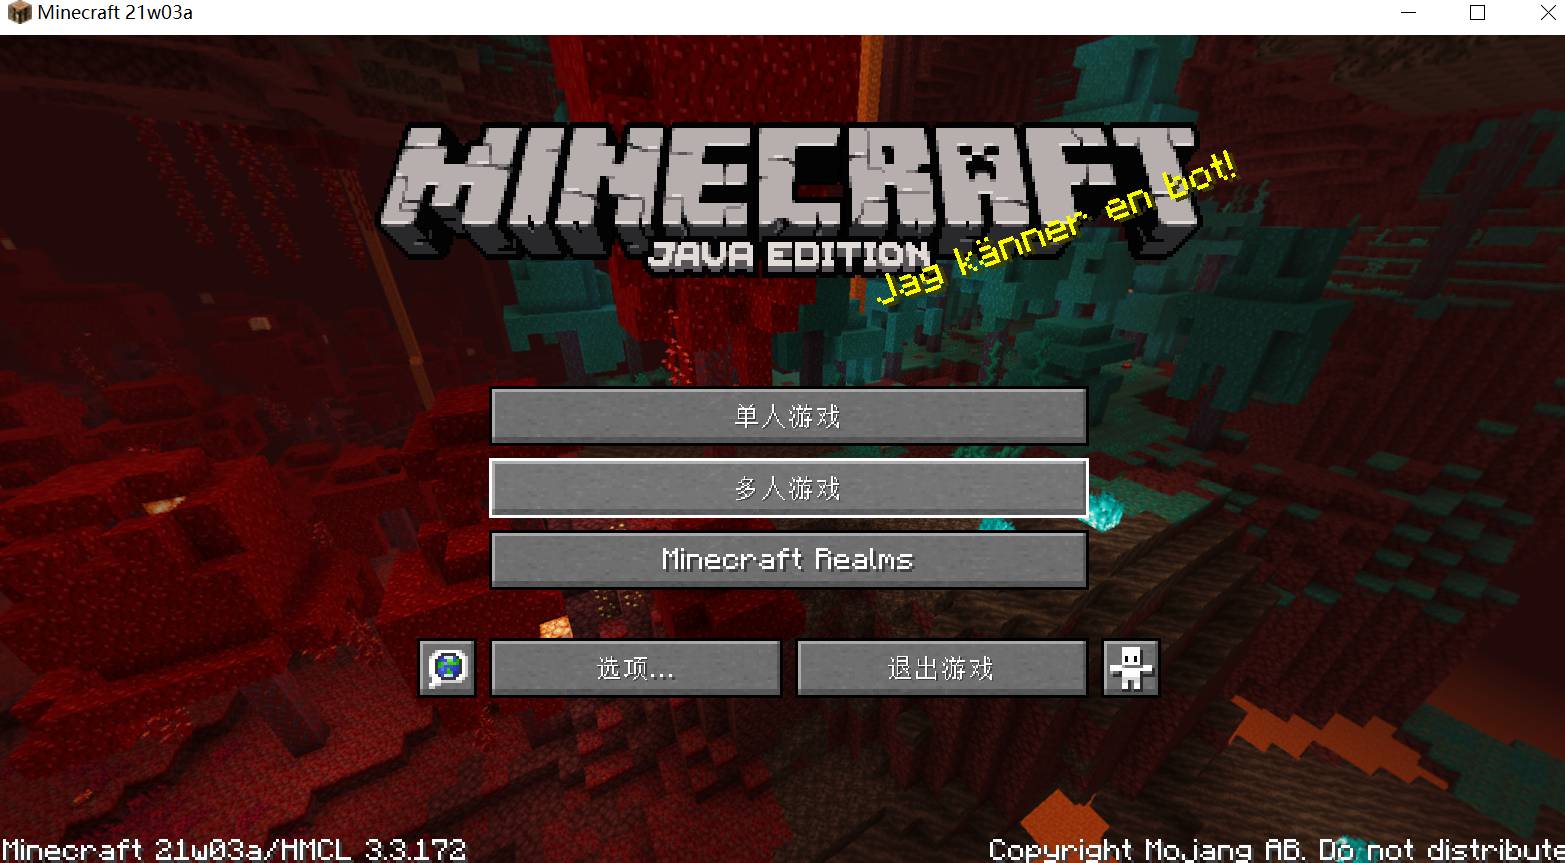 Minecraft 21w03a
MINECRAFT
JAVA EDITION
Jag känner en bot!
单人游戏
多人游戏
Minecraft Realms
选项...
退出游戏
Minecraft 21w03a/HMCL 3.3.172
Copyright Mojang AB. Do not distribute